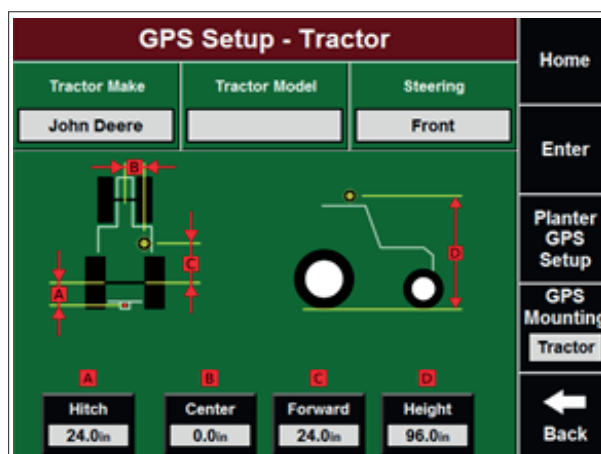 GPS Setup - Tractor
Home
Tractor Make
Tractor Model
Steering
John Deere
Front
Enter
B
C
A
D
Planter
GPS
Setup
GPS
Mounting
Tractor
A
B
C
D
Hitch
Center
Forward
Height
24.0in
0.0in
24.0in
96.0in
Back